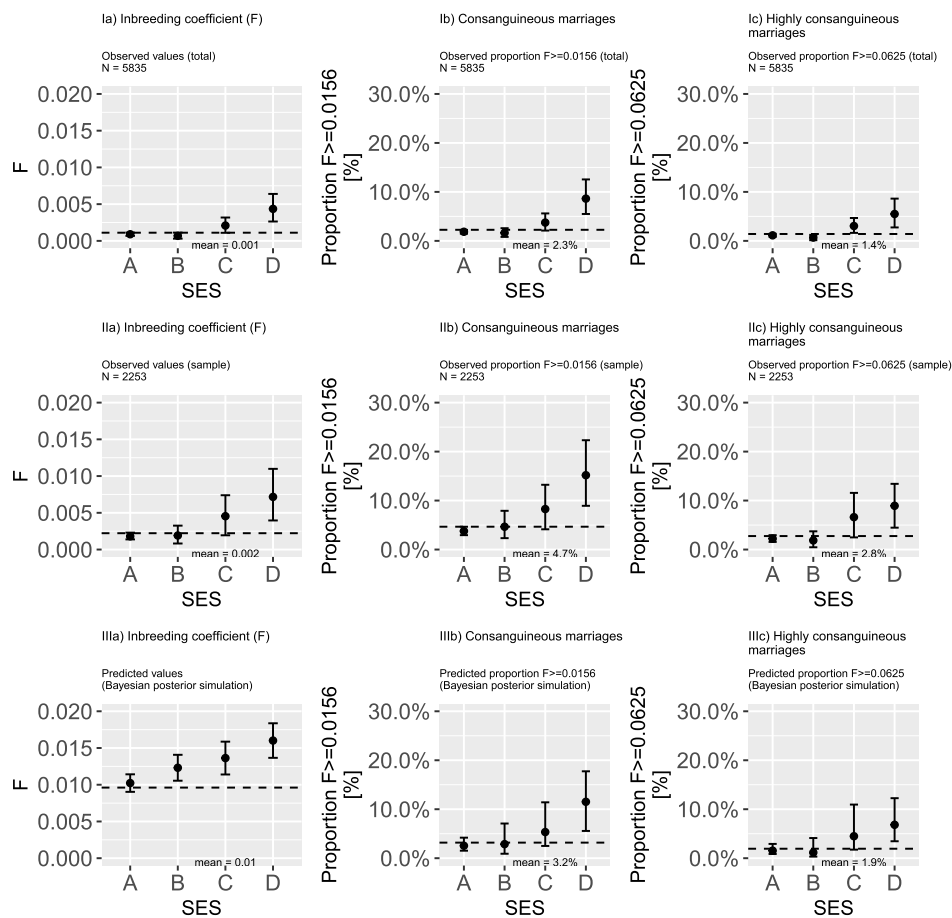 Ia) Inbreeding coefficient (F)
Observed values (total)
N = 5835
F
0.020
0.015
0.010
0.005
0.000
mean = 0.001
A B C D
SES
Ib) Consanguineous marriages
Observed proportion F>=0.0156 (total)
N = 5835
Proportion F>=0.0156
[%]
30.0%
20.0%
10.0%
0.0%
mean = 2.3%
A B C D
SES
Ic) Highly consanguineous
marriages
Observed proportion F>=0.0625 (total)
N = 5835
Proportion F>=0.0625
[%]
30.0%
20.0%
10.0%
0.0%
mean = 1.4%
A B C D
SES
IIa) Inbreeding coefficient (F)
Observed values (sample)
N = 2253
F
0.020
0.015
0.010
0.005
0.000
mean = 0.002
A B C D
SES
IIb) Consanguineous marriages
Observed proportion F>=0.0156 (sample)
N = 2253
Proportion F>=0.0156
[%]
30.0%
20.0%
10.0%
0.0%
mean = 4.7%
A B C D
SES
IIc) Highly consanguineous
marriages
Observed proportion F>=0.0625 (sample)
N = 2253
Proportion F>=0.0625
[%]
30.0%
20.0%
10.0%
0.0%
mean = 2.8%
A B C D
SES
IIIa) Inbreeding coefficient (F)
Predicted values
(Bayesian posterior simulation)
F
0.020
0.015
0.010
0.005
0.000
mean = 0.01
A B C D
SES
IIIb) Consanguineous marriages
Predicted proportion F>=0.0156
(Bayesian posterior simulation)
Proportion F>=0.0156
[%]
30.0%
20.0%
10.0%
0.0%
mean = 3.2%
A B C D
SES
IIIc) Highly consanguineous
marriages
Predicted proportion F>=0.0625
(Bayesian posterior simulation)
Proportion F>=0.0625
[%]
30.0%
20.0%
10.0%
0.0%
mean = 1.9%
A B C D
SES